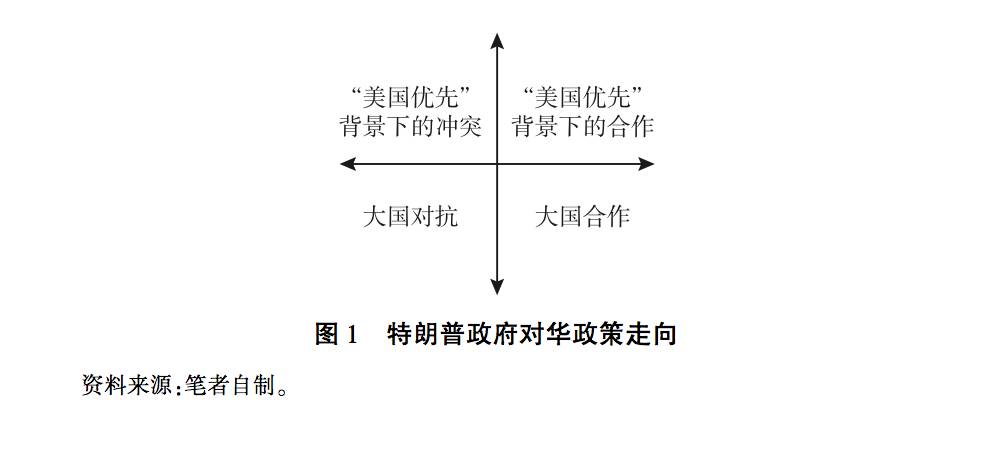 “美国优先”
背景下的冲突
“美国优先”
背景下的合作
大国对抗
大国合作
图 1　特朗普政府对华政策走向
资料来源:笔者自制。